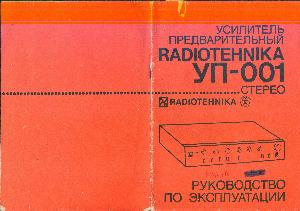 УСИЛИТЕЛЬ
ПРЕДВАРИТЕЛЬНЫЙ
RADIOTEHNIKA
УП-001
СТЕРЕО
RADIOTEHNIKA
РУКОВОДСТВО
ПО ЭКСПЛУАТАЦИИ